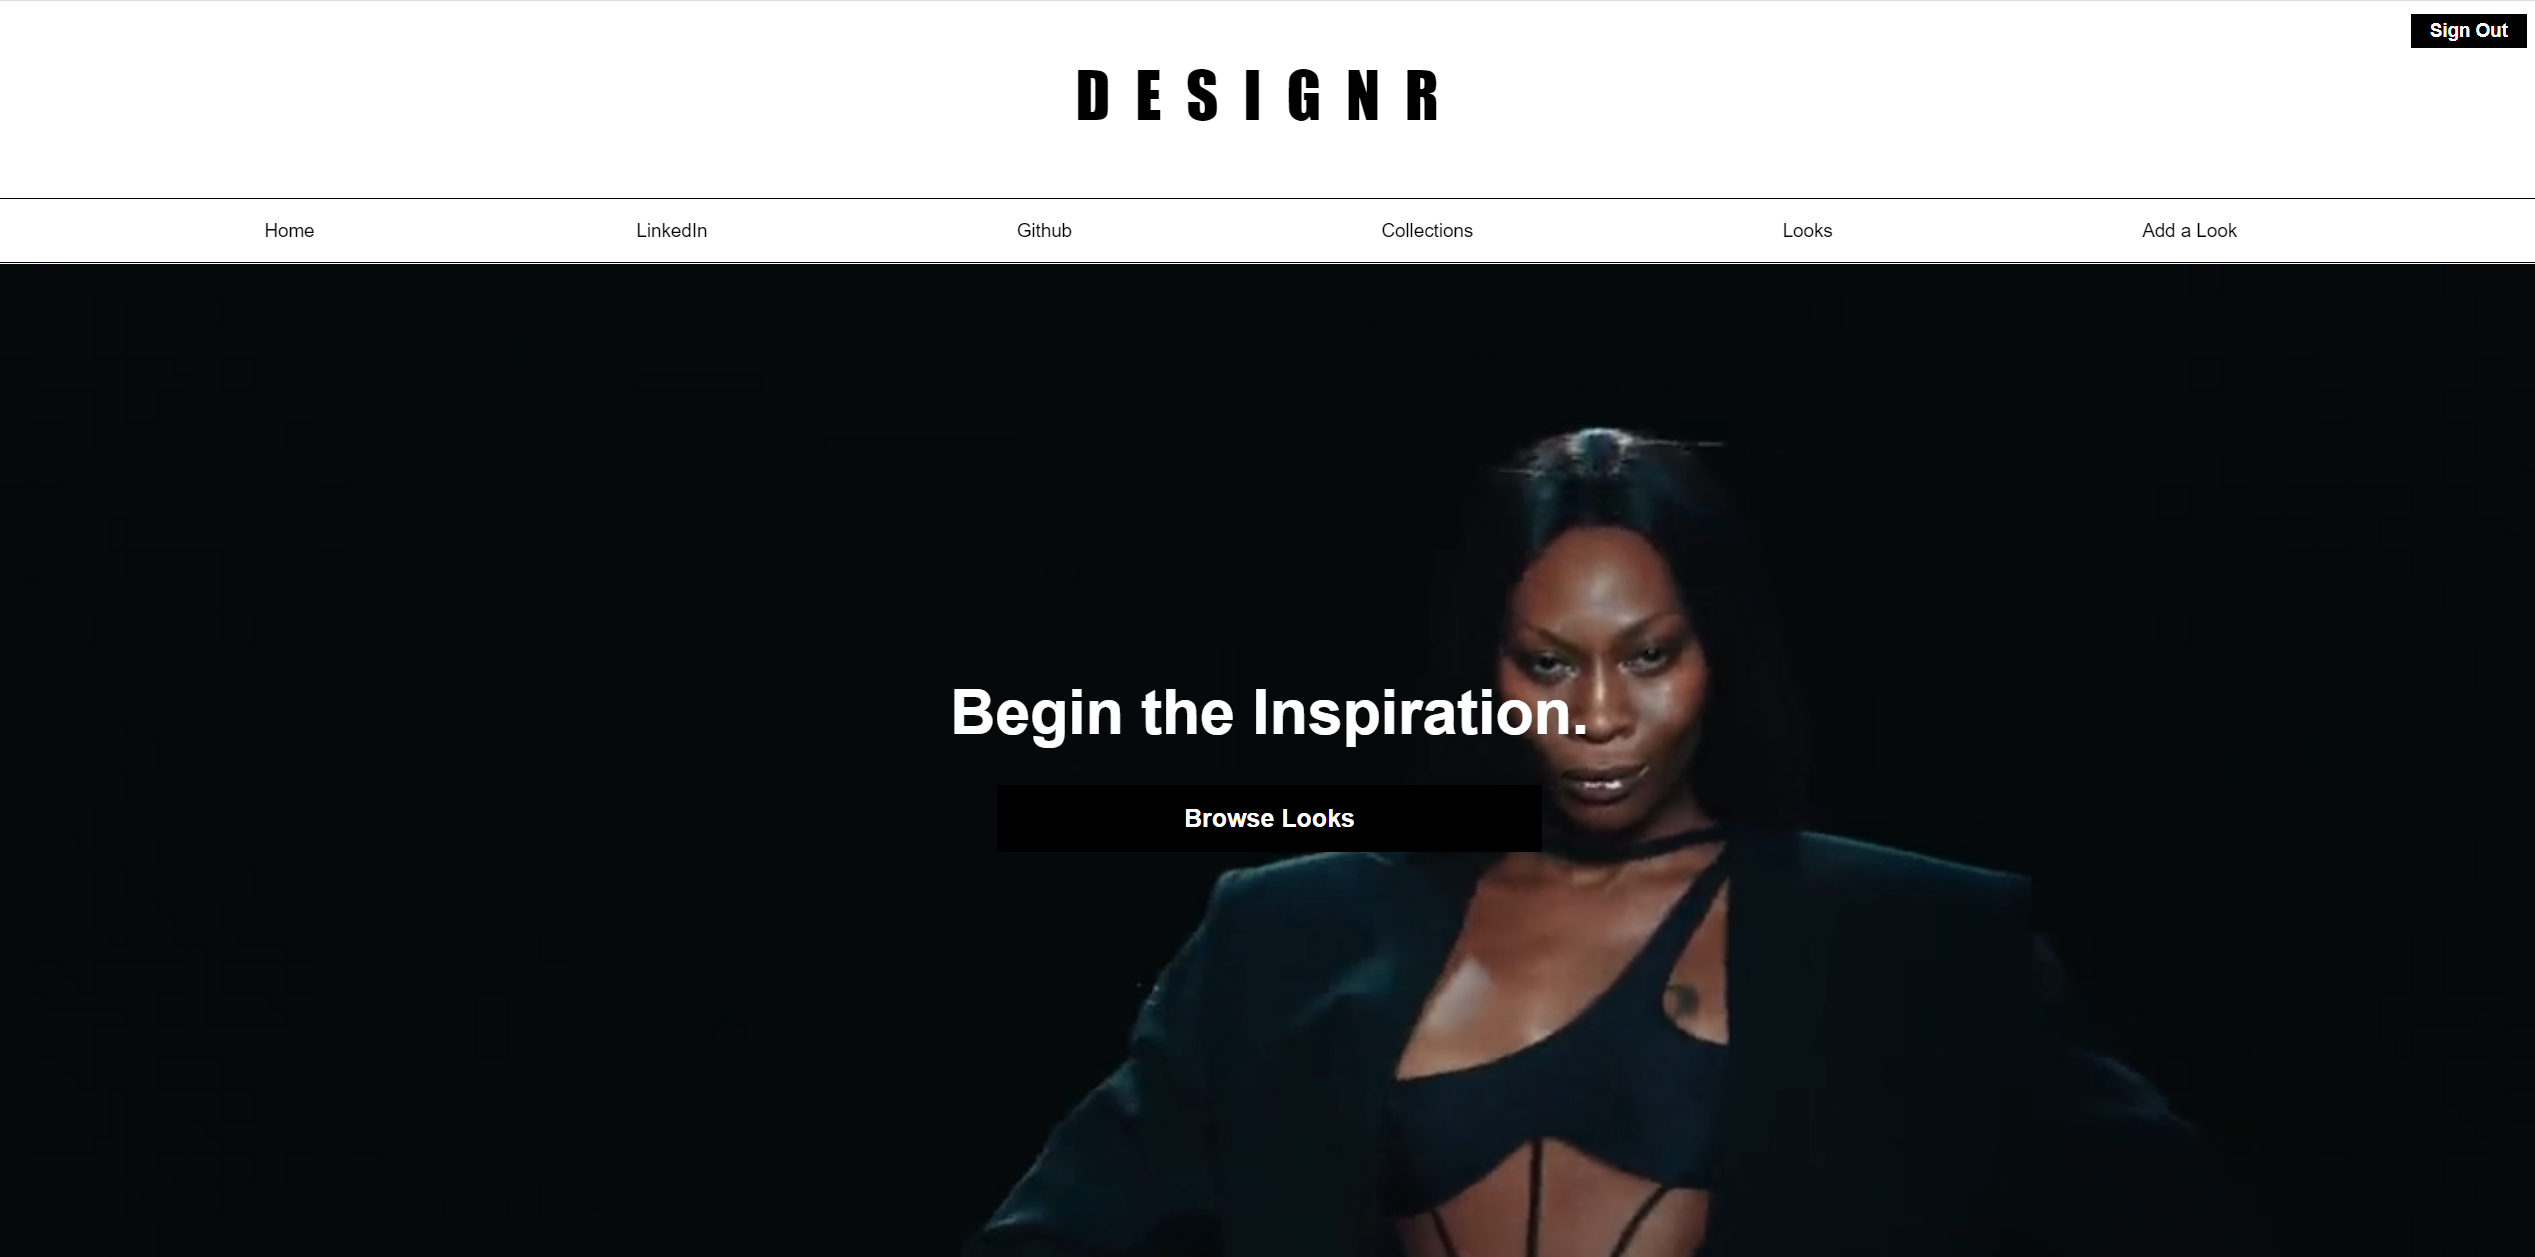 Sign Out
DESIGNR
Home LinkedIn Github Collections Looks Add a Look
Begin the Inspiration.
Browse Looks